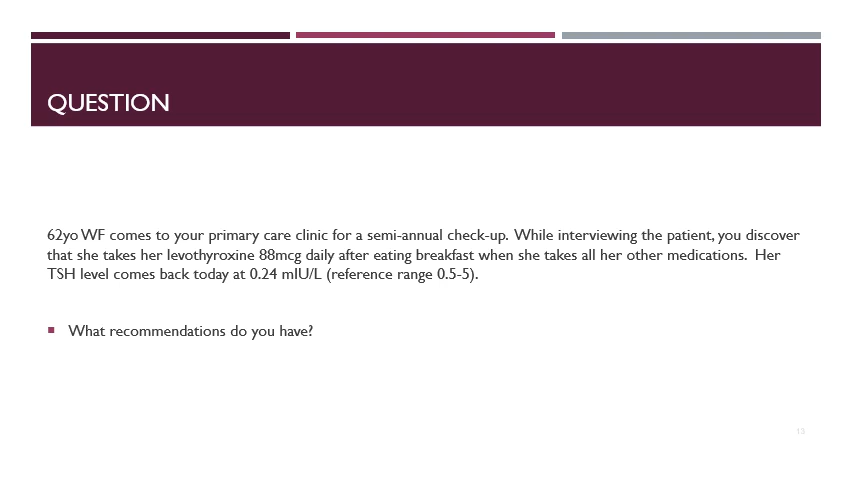 QUESTION
62yo WF comes to your primary care clinic for a semi-annual check-up.  While interviewing the patient, you discover
that she takes her levothyroxine 88mcg daily after eating breakfast when she takes all her other medications.  Her
TSH level comes back today at 0.24 mIU/L (reference range 0.5-5).
▪ What recommendations do you have?
13